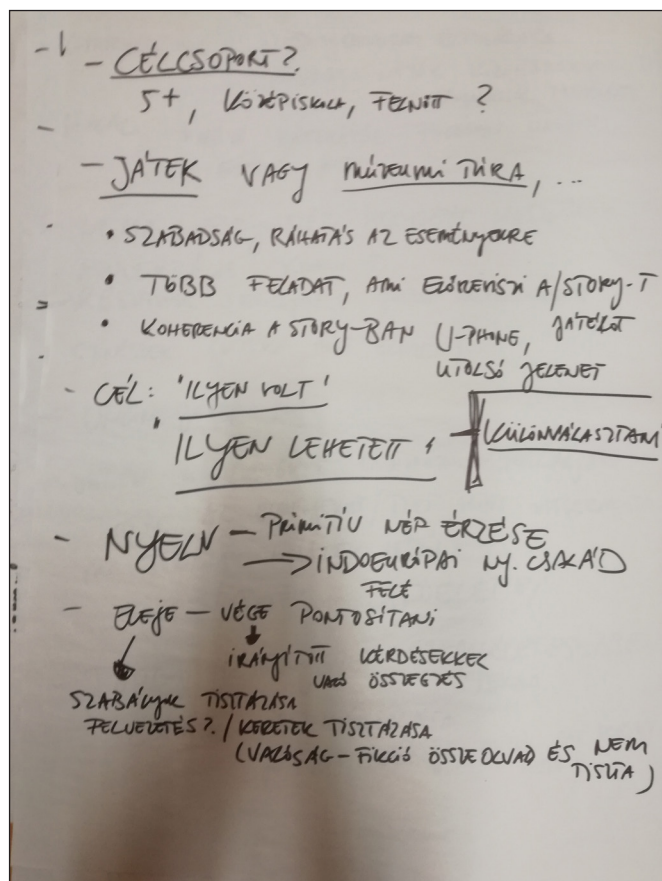 - CÉLCSOPORT?
5+, KÖZÉPISKOLA, FELNŐTT ?
- JÁTEK VAGY MÚZEUMI TÚRA, ...
• SZABADSÁG, RÁHATÁS AZ ESEMÉNYEKRE
• TÖBB FELADAT, AMI ELŐREVISZI A/STORY-T
• KOHERENCIA A STORY-BAN U-PHONE, JÁTÉKOT
UTOLSÓ JELENET
- CÉL: 'ILYEN VOLT'
'ILYEN LEHETETT' KÜLÖNVÁLASZTANI
- NYELV - PRIMITÍV NÉP ÉRZÉSE
→ INDOEURÓPAI NY. CSALÁD
FELÉ
- ELEJE - VÉGE PONTOSÍTANI
IRÁNYÍTOTT KÉRDÉSEKKEL
VALÓ ÖSSZEGZÉS
SZABÁLYOK TISZTÁZÁSA
FELVEZETÉS? / KERETEK TISZTÁZÁSA
(VALÓSÁG-FIKCIÓ ÖSSZEOLVAD ÉS NEM
TISZTA)